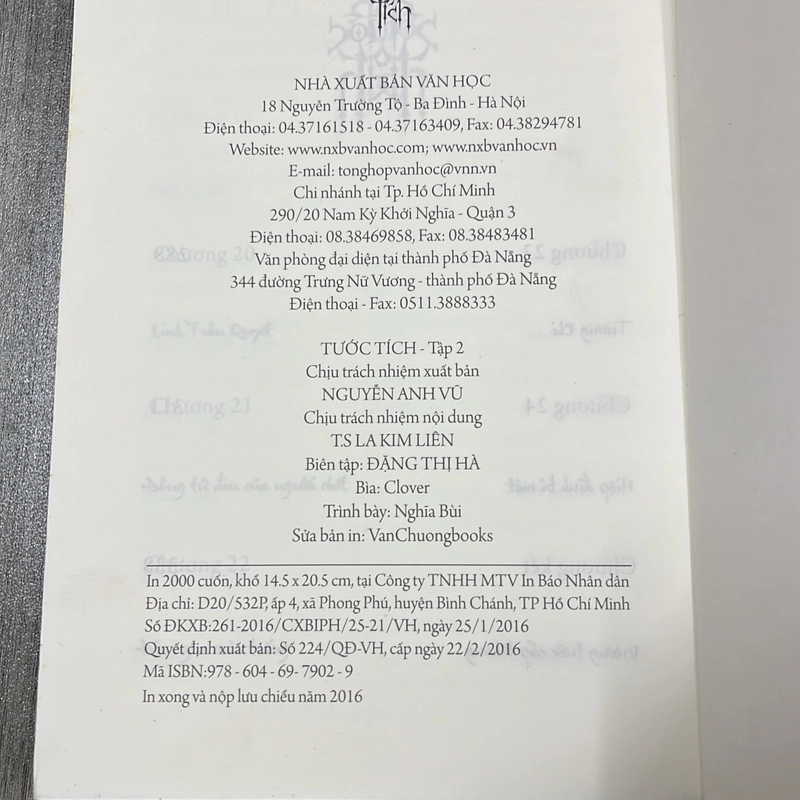 Tích
NHÀ XUẤT BẢN VĂN HỌC
18 Nguyễn Trường Tộ - Ba Đình - Hà Nội
Điện thoại: 04.37161518 - 04.37163409, Fax: 04.38294781
Website: www.nxbvanhoc.com; www.nxbvanhoc.vn
E-mail: tonghopvanhoc@vnn.vn
Chi nhánh tại Tp. Hồ Chí Minh
290/20 Nam Kỳ Khởi Nghĩa - Quận 3
Điện thoại: 08.38469858, Fax: 08.38483481
Văn phòng đại diện tại thành phố Đà Nẵng
344 đường Trưng Nữ Vương - thành phố Đà Nẵng
Điện thoại - Fax: 0511.3888333
TƯỚC TÍCH - Tập 2
Chịu trách nhiệm xuất bản
NGUYỄN ANH VŨ
Chịu trách nhiệm nội dung
T.S LA KIM LIÊN
Biên tập: ĐẶNG THỊ HÀ
Bìa: Clover
Trình bày: Nghĩa Bùi
Sửa bản in: VanChuongbooks
In 2000 cuốn, khổ 14.5 x 20.5 cm, tại Công ty TNHH MTV In Báo Nhân dân
Địa chỉ: D20/532P, ấp 4, xã Phong Phú, huyện Bình Chánh, TP Hồ Chí Minh
Số ĐKXB:261-2016/CXBIPH/25-21/VH, ngày 25/1/2016
Quyết định xuất bản: Số 224/QĐ-VH, cấp ngày 22/2/2016
Mã ISBN:978 - 604 - 69- 7902 - 9
In xong và nộp lưu chiểu năm 2016